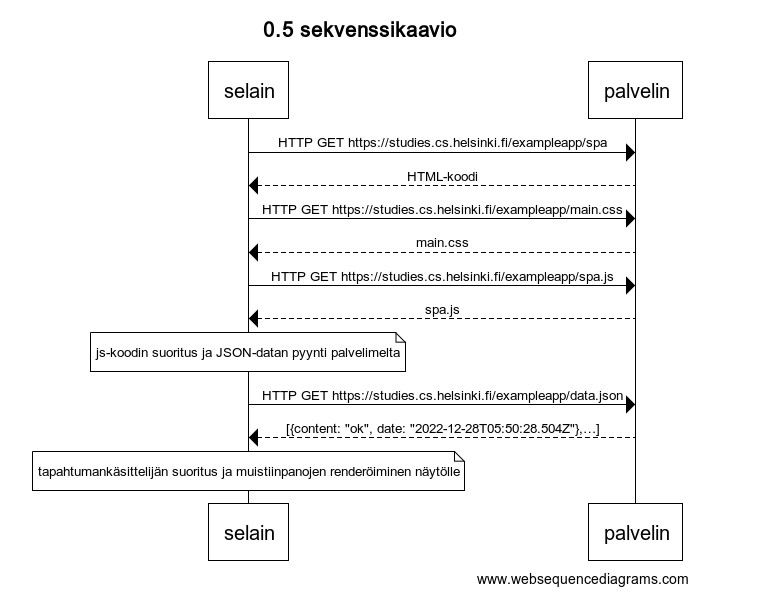 0.5 sekvenssikaavio
selain
palvelin
HTTP GET https://studies.cs.helsinki.fi/exampleapp/spa
HTML-koodi
HTTP GET https://studies.cs.helsinki.fi/exampleapp/main.css
main.css
HTTP GET https://studies.cs.helsinki.fi/exampleapp/spa.js
spa.js
js-koodin suoritus ja JSON-datan pyynti palvelimelta
HTTP GET https://studies.cs.helsinki.fi/exampleapp/data.json
[{content: "ok", date: "2022-12-28T05:50:28.504Z"},…]
tapahtumankäsittelijän suoritus ja muistiinpanojen renderöiminen näytölle
selain
palvelin
www.websequencediagrams.com